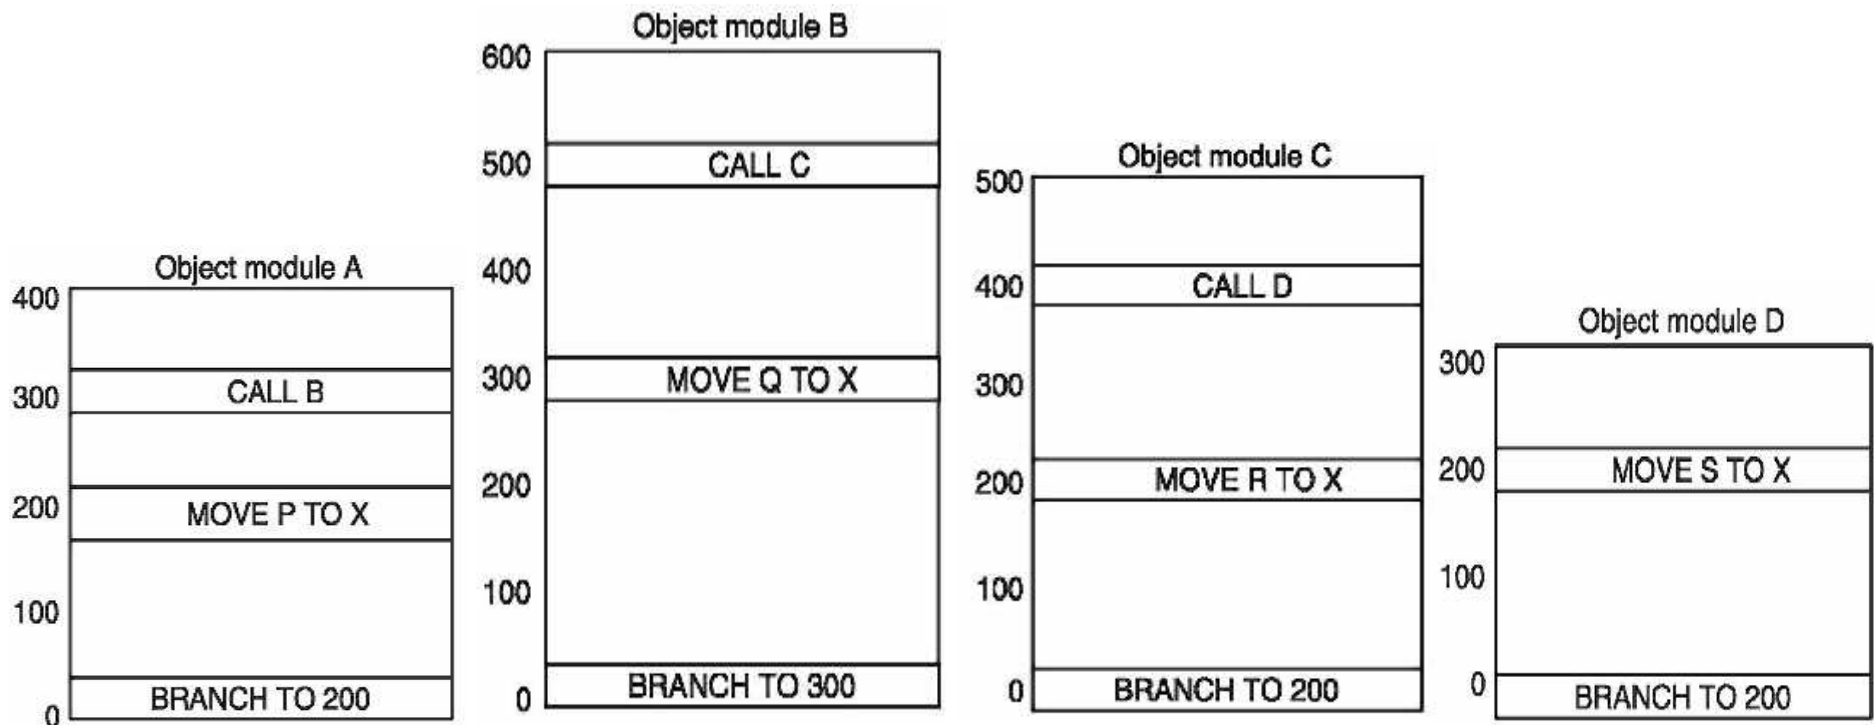 Object module A
400
CALL B
300
MOVE P TO X
200
100
BRANCH TO 200
0
Object module B
600
CALL C
500
400
MOVE Q TO X
300
200
100
BRANCH TO 300
0
Object module C
500
CALL D
400
300
MOVE R TO X
200
100
BRANCH TO 200
0
Object module D
300
MOVE S TO X
200
100
0
BRANCH TO 200